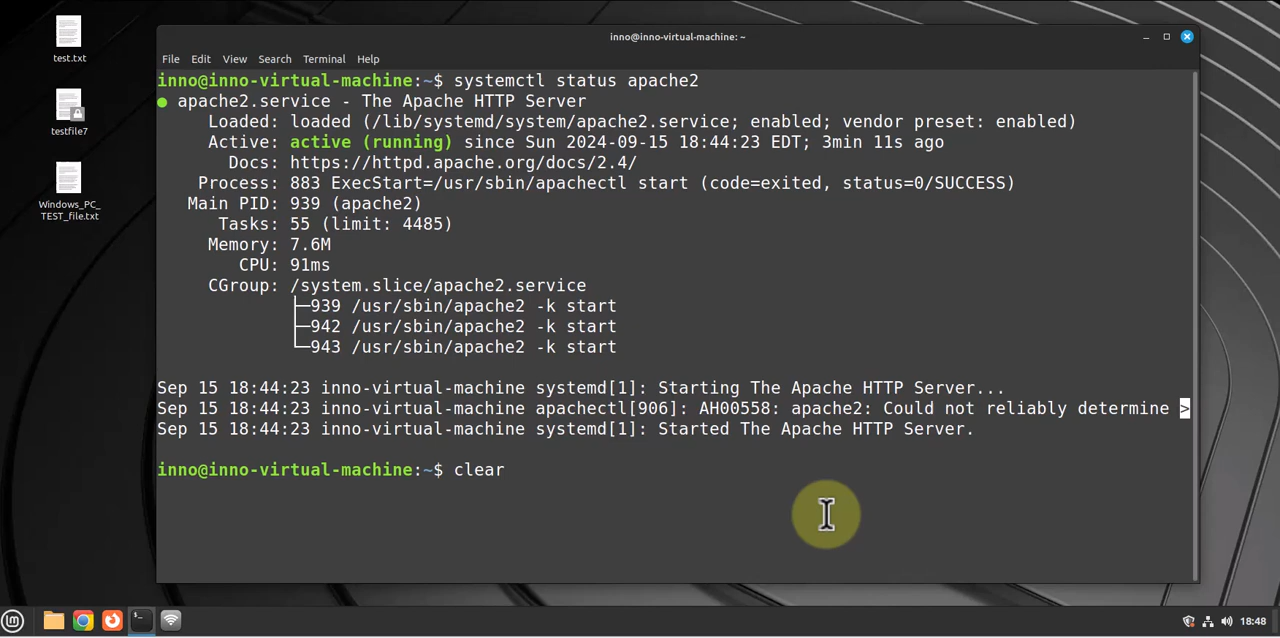 test.txt
testfile7
Windows_PC_
TEST_file.txt
inno@inno-virtual-machine: ~
File Edit View Search Terminal Help
inno@inno-virtual-machine:~$ systemctl status apache2
● apache2.service - The Apache HTTP Server
Loaded: loaded (/lib/systemd/system/apache2.service; enabled; vendor preset: enabled)
Active: active (running) since Sun 2024-09-15 18:44:23 EDT; 3min 11s ago
Docs: https://httpd.apache.org/docs/2.4/
Process: 883 ExecStart=/usr/sbin/apachectl start (code=exited, status=0/SUCCESS)
Main PID: 939 (apache2)
Tasks: 55 (limit: 4485)
Memory: 7.6M
CPU: 91ms
CGroup: /system.slice/apache2.service
├─939 /usr/sbin/apache2 -k start
├─942 /usr/sbin/apache2 -k start
└─943 /usr/sbin/apache2 -k start
Sep 15 18:44:23 inno-virtual-machine systemd[1]: Starting The Apache HTTP Server...
Sep 15 18:44:23 inno-virtual-machine apachectl[906]: AH00558: apache2: Could not reliably determine >
Sep 15 18:44:23 inno-virtual-machine systemd[1]: Started The Apache HTTP Server.
inno@inno-virtual-machine:~$ clear
18:48